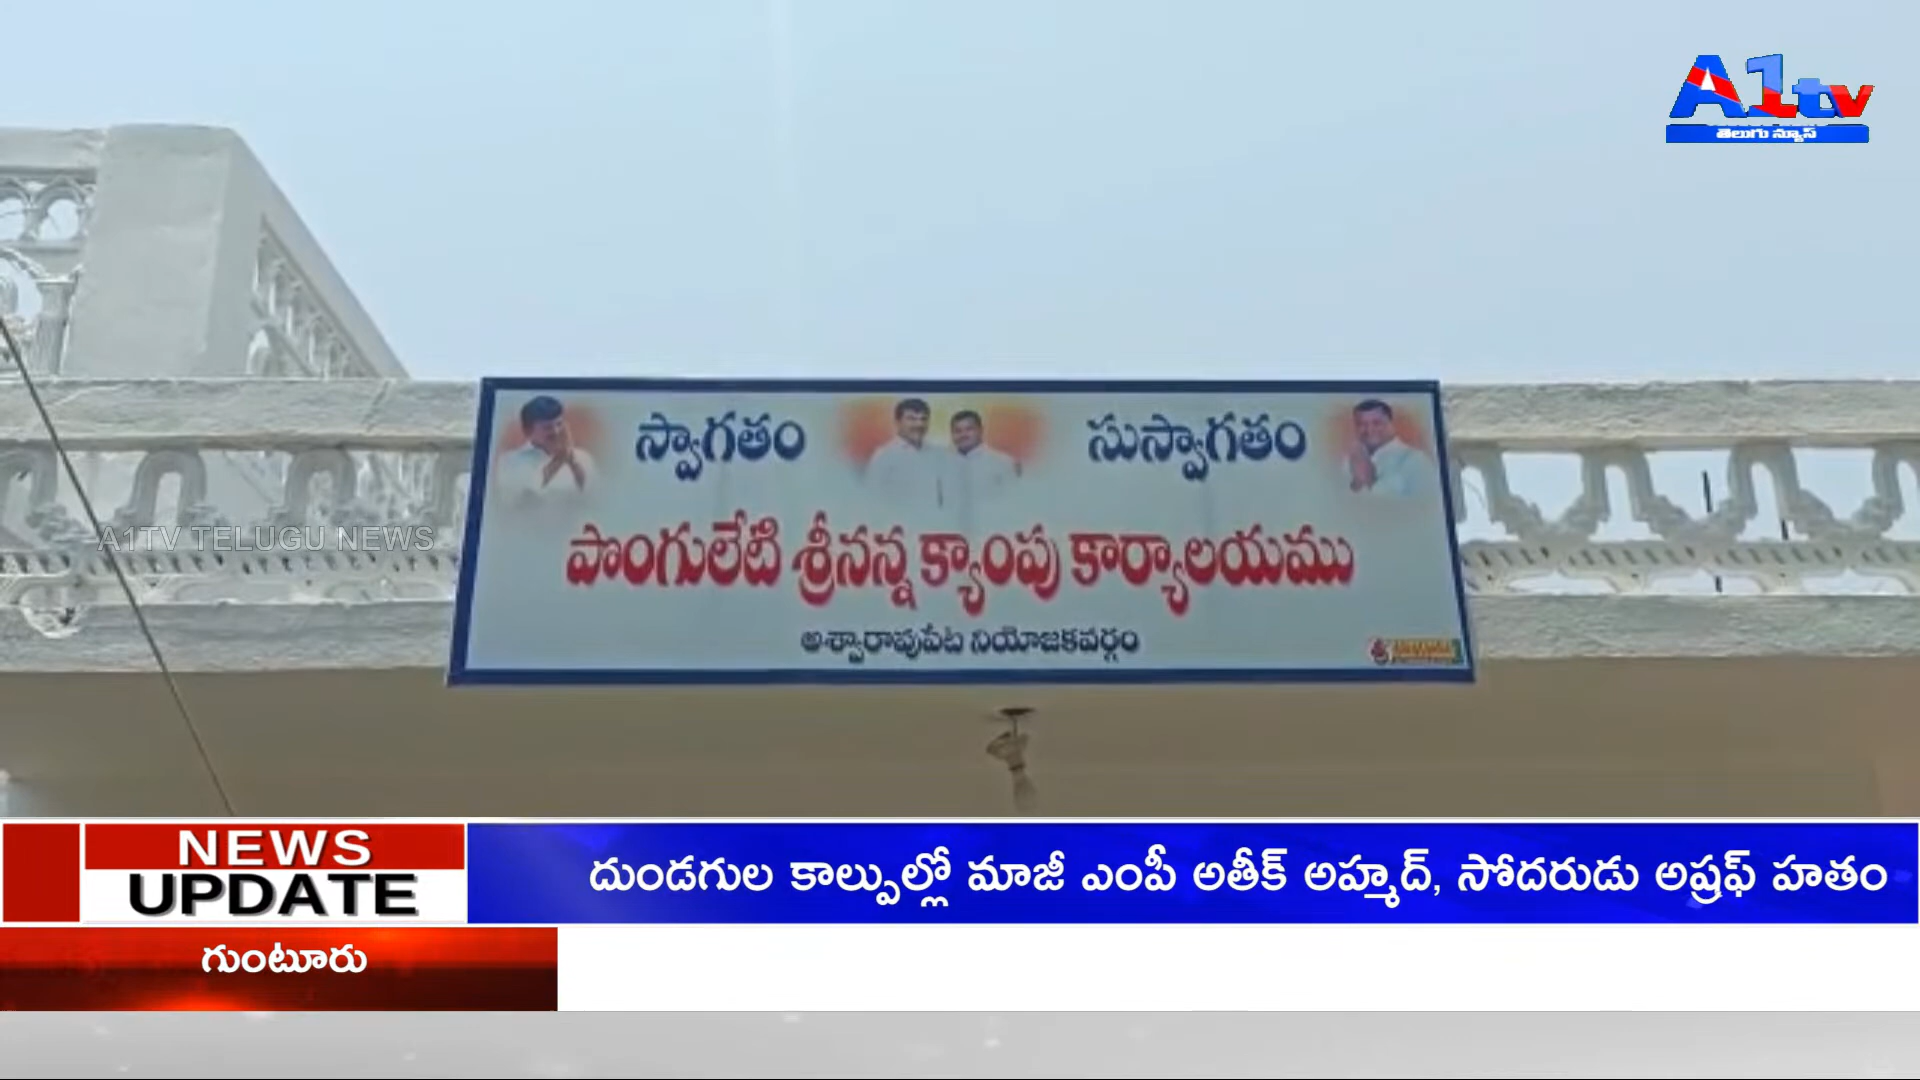 A1tv
తెలుగు న్యూస్
స్వాగతం సుస్వాగతం
పొంగులేటి శ్రీనన్న క్యాంపు కార్యాలయము
అశ్వారావుపేట నియోజకవర్గం
A1TV TELUGU NEWS
NEWS
UPDATE
దుండగుల కాల్పుల్లో మాజీ ఎంపీ అతీక్ అహ్మద్, సోదరుడు అష్రఫ్ హతం
గుంటూరు